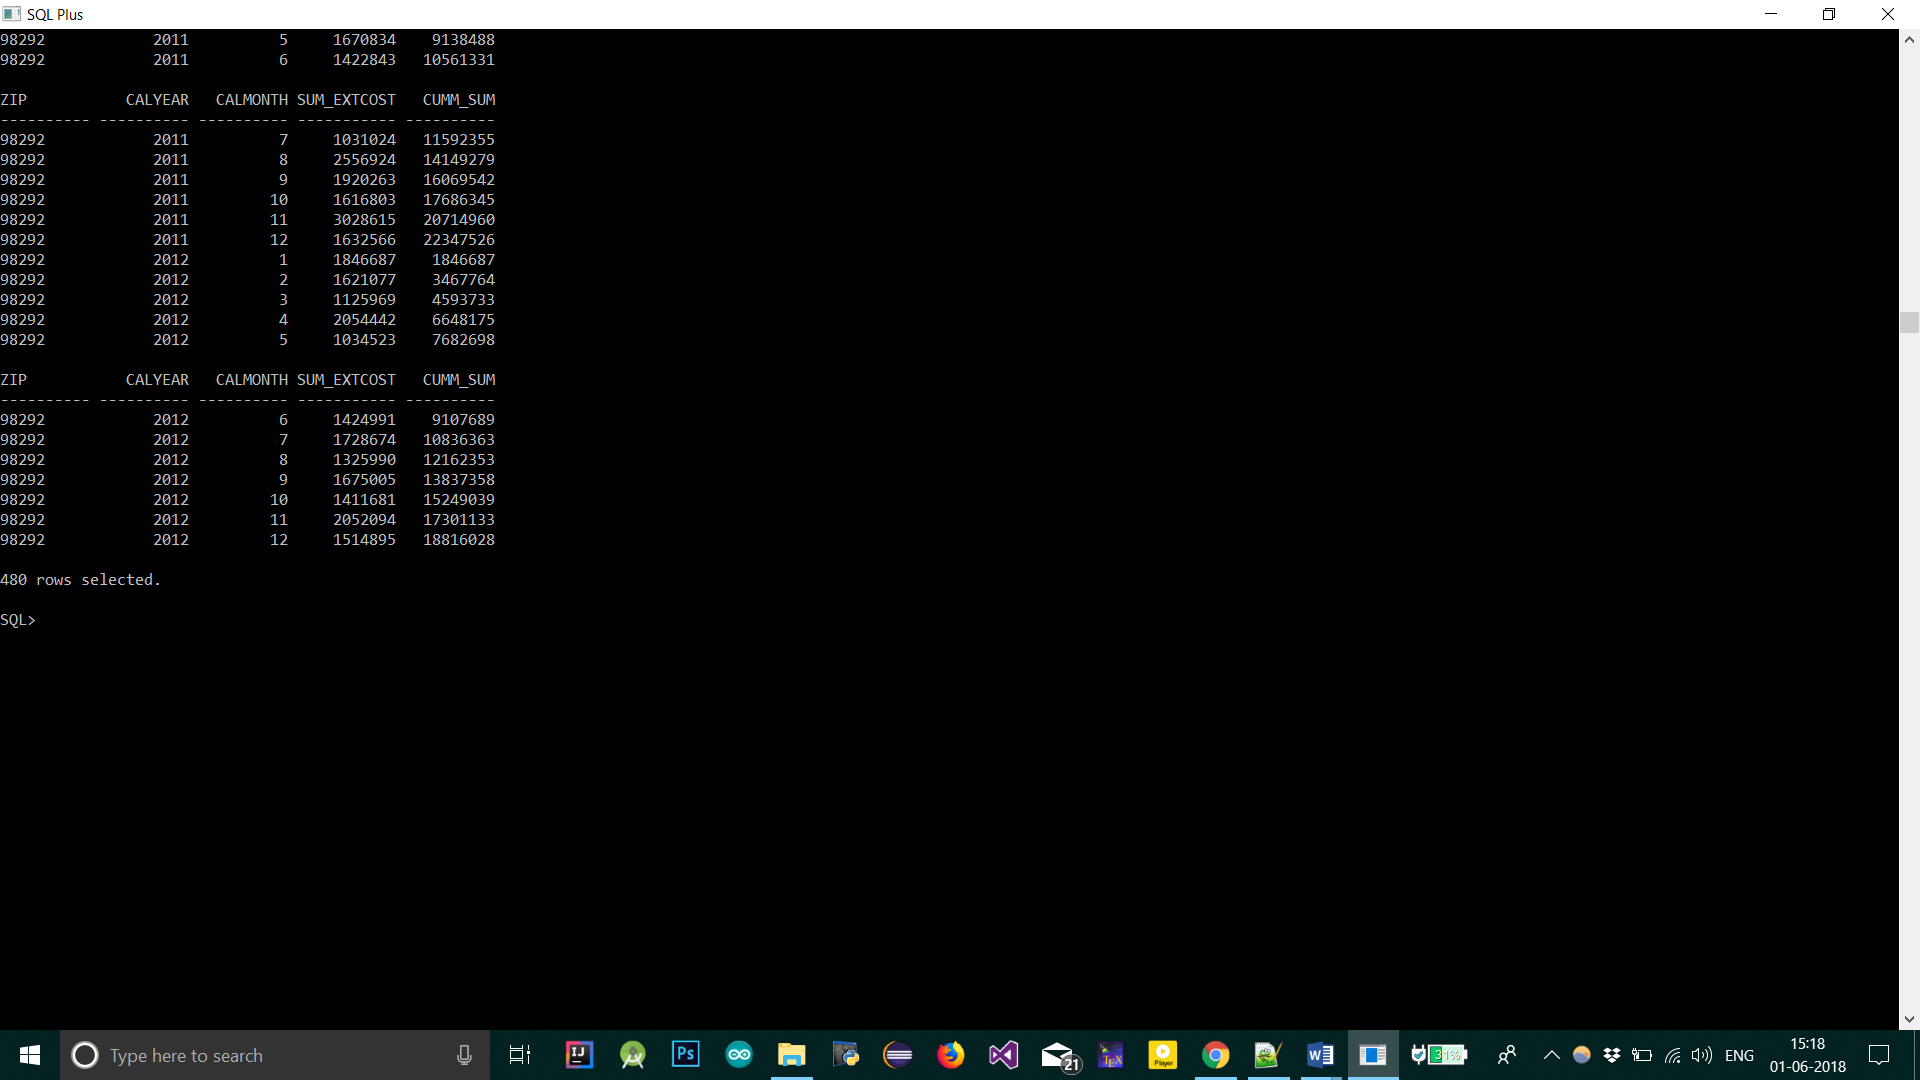 SQL Plus
98292            2011          5     1670834    9138488
98292            2011          6     1422843   10561331
ZIP           CALYEAR   CALMONTH SUM_EXTCOST   CUMM_SUM
---------- ---------- ---------- ----------- ----------
98292            2011          7     1031024   11592355
98292            2011          8     2556924   14149279
98292            2011          9     1920263   16069542
98292            2011         10     1616803   17686345
98292            2011         11     3028615   20714960
98292            2011         12     1632566   22347526
98292            2012          1     1846687    1846687
98292            2012          2     1621077    3467764
98292            2012          3     1125969    4593733
98292            2012          4     2054442    6648175
98292            2012          5     1034523    7682698
ZIP           CALYEAR   CALMONTH SUM_EXTCOST   CUMM_SUM
---------- ---------- ---------- ----------- ----------
98292            2012          6     1424991    9107689
98292            2012          7     1728674   10836363
98292            2012          8     1325990   12162353
98292            2012          9     1675005   13837358
98292            2012         10     1411681   15249039
98292            2012         11     2052094   17301133
98292            2012         12     1514895   18816028
480 rows selected.
SQL>
Type here to search
IJ
Ps
21
TEX
Player
W
31%
ENG
15:18
01-06-2018